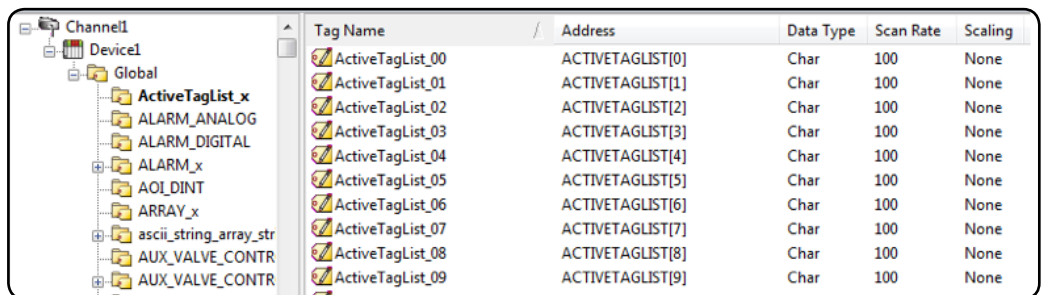 Channel1
Device1
Global
ActiveTagList_x
ALARM_ANALOG
ALARM_DIGITAL
ALARM_x
AOI_DINT
ARRAY_x
ascii_string_array_str
AUX_VALVE_CONTR
AUX_VALVE_CONTR
Tag Name Address Data Type Scan Rate Scaling
ActiveTagList_00 ACTIVETAGLIST[0] Char 100 None
ActiveTagList_01 ACTIVETAGLIST[1] Char 100 None
ActiveTagList_02 ACTIVETAGLIST[2] Char 100 None
ActiveTagList_03 ACTIVETAGLIST[3] Char 100 None
ActiveTagList_04 ACTIVETAGLIST[4] Char 100 None
ActiveTagList_05 ACTIVETAGLIST[5] Char 100 None
ActiveTagList_06 ACTIVETAGLIST[6] Char 100 None
ActiveTagList_07 ACTIVETAGLIST[7] Char 100 None
ActiveTagList_08 ACTIVETAGLIST[8] Char 100 None
ActiveTagList_09 ACTIVETAGLIST[9] Char 100 None